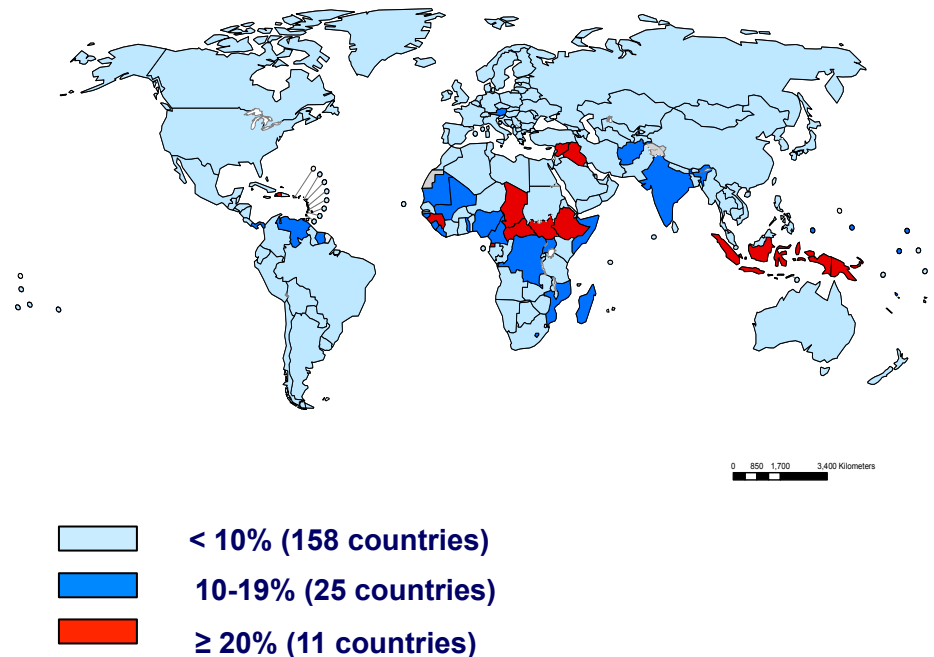 0 850 1,700 3,400 Kilometers
< 10% (158 countries)
10-19% (25 countries)
≥ 20% (11 countries)